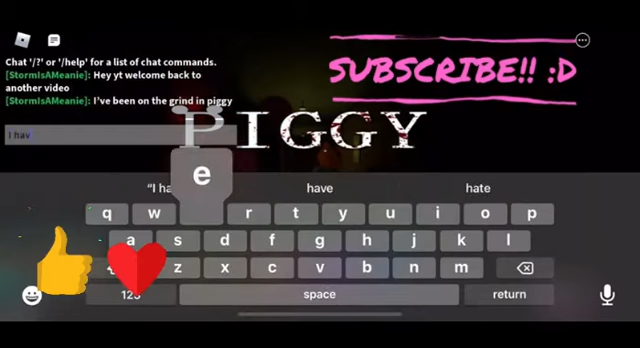 Chat '/?' or '/help' for a list of chat commands.
[StormIsAMeanie]: Hey yt welcome back to
another video
[StormIsAMeanie]: I've been on the grind in piggy
SUBSCRIBE!! :D
I hav
PIGGY
e
"I ha
have
hate
q w r t y u i o p
a s d f g h j k l
z x c v b n m
123 space return